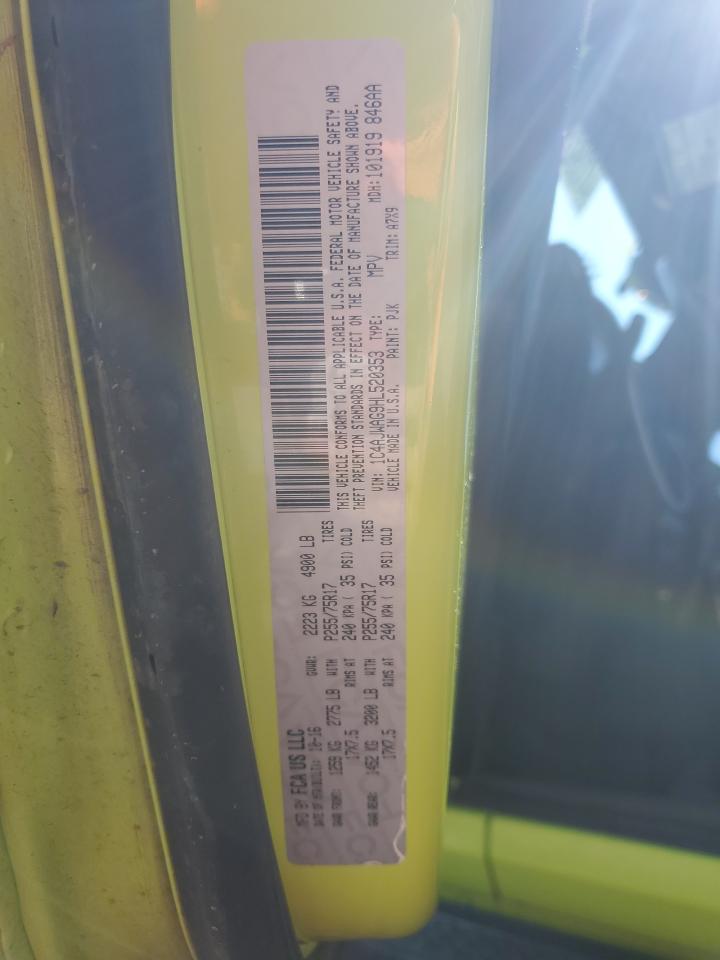 MFD BY FCA US LLC
DATE OF MFR: 10-16 GVWR: 2223 KG 4900 LB
GAWR FRONT: 1259 KG 2775 LB WITH P255/75R17 TIRES
17X7.5 RIMS AT 240 KPA ( 35 PSI) COLD
GAWR REAR: 1452 KG 3200 LB WITH P255/75R17 TIRES
17X7.5 RIMS AT 240 KPA ( 35 PSI) COLD
THIS VEHICLE CONFORMS TO ALL APPLICABLE U.S.A. FEDERAL MOTOR VEHICLE SAFETY AND
THEFT PREVENTION STANDARDS IN EFFECT ON THE DATE OF MANUFACTURE SHOWN ABOVE.
VIN: 1C4AJWAG9HL520353 TYPE: MPV MDH:101919 846AA
VEHICLE MADE IN U.S.A. PAINT: PJK TRIM: A7X9